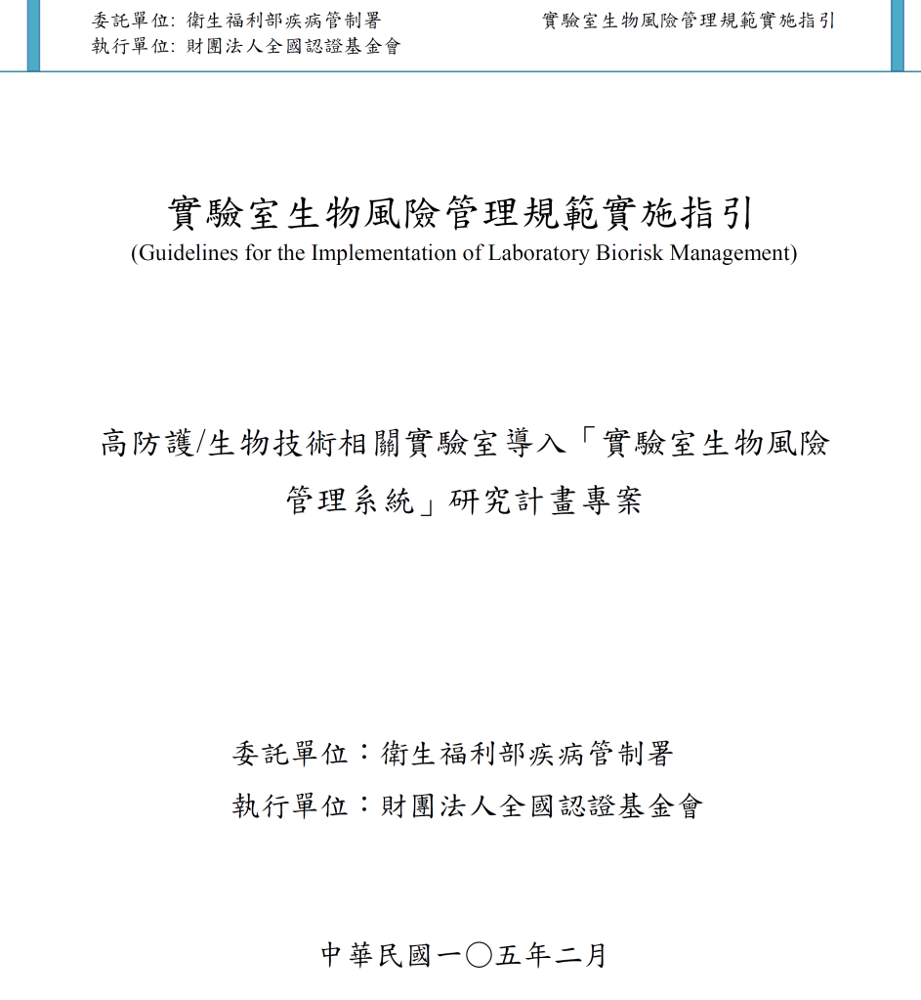 委託單位: 衛生福利部疾病管制署
實驗室生物風險管理規範實施指引
執行單位: 財團法人全國認證基金會
實驗室生物風險管理規範實施指引
(Guidelines for the Implementation of Laboratory Biorisk Management)
高防護/生物技術相關實驗室導入「實驗室生物風險
管理系統」研究計畫專案
委託單位：衛生福利部疾病管制署
執行單位：財團法人全國認證基金會
中華民國一〇五年二月